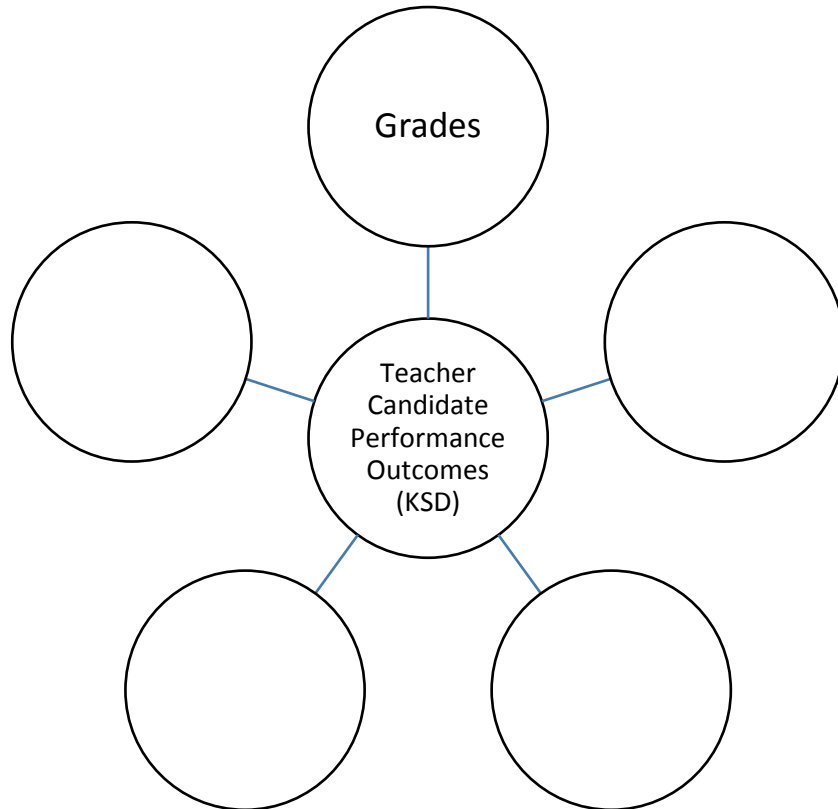 Grades
Teacher
Candidate
Performance
Outcomes
(KSD)